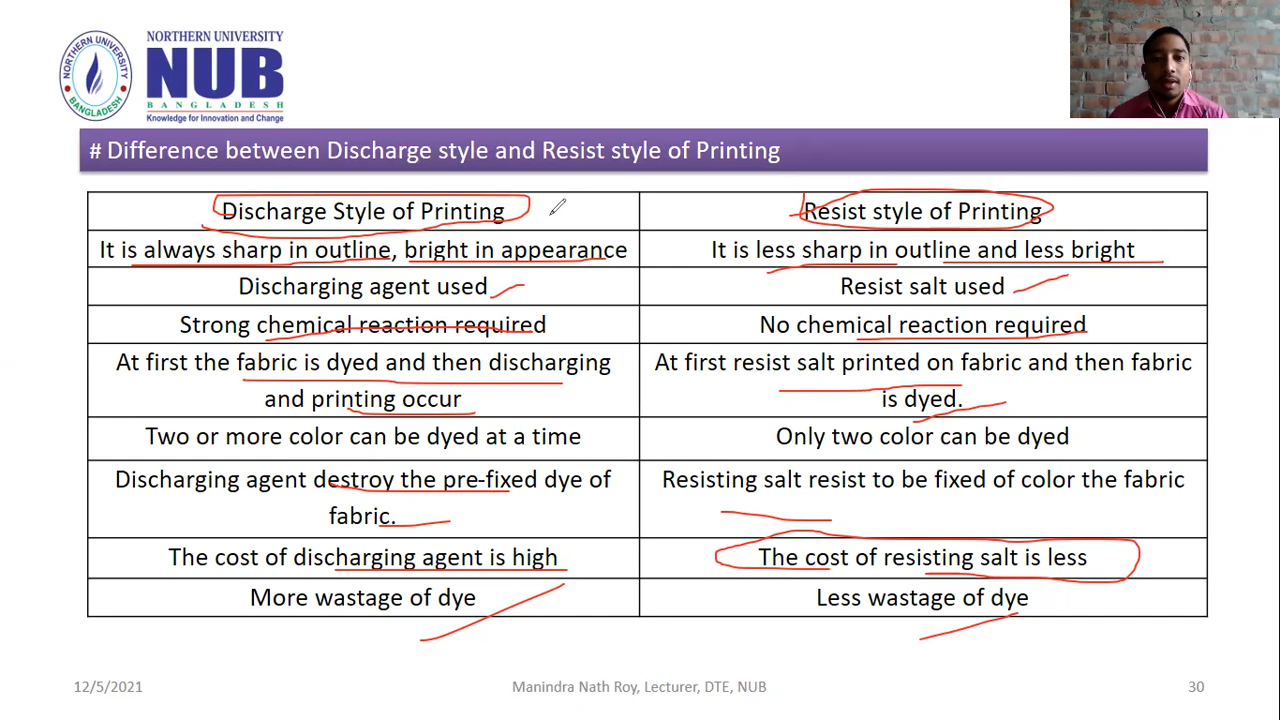 NORTHERN UNIVERSITY
NORTHERN UNIVERSITY
NUB
BANGLADESH
BANGLADESH
Knowledge for Innovation and Change
# Difference between Discharge style and Resist style of Printing
Discharge Style of Printing
Resist style of Printing
It is always sharp in outline, bright in appearance
It is less sharp in outline and less bright
Discharging agent used
Resist salt used
Strong chemical reaction required
No chemical reaction required
At first the fabric is dyed and then discharging
and printing occur
At first resist salt printed on fabric and then fabric
is dyed.
Two or more color can be dyed at a time
Only two color can be dyed
Discharging agent destroy the pre-fixed dye of
fabric.
Resisting salt resist to be fixed of color the fabric
The cost of discharging agent is high
The cost of resisting salt is less
More wastage of dye
Less wastage of dye
12/5/2021
Manindra Nath Roy, Lecturer, DTE, NUB
30